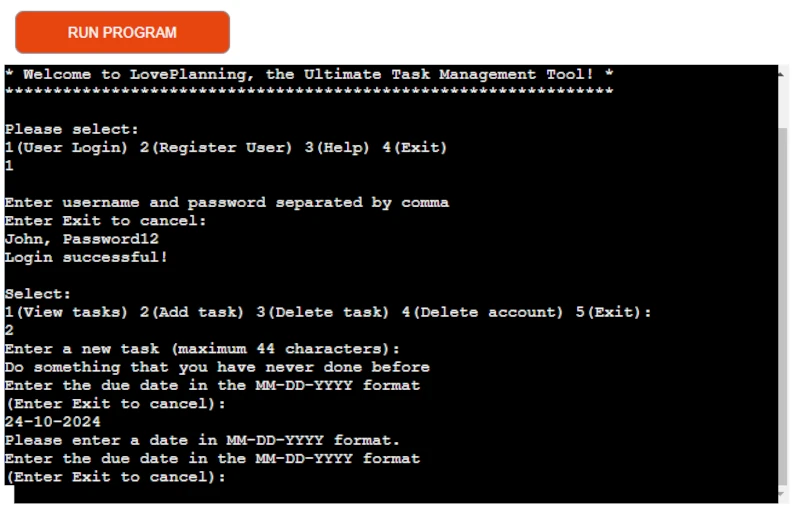 RUN PROGRAM
* Welcome to LovePlanning, the Ultimate Task Management Tool! *
***************************************************************
Please select:
1(User Login) 2(Register User) 3(Help) 4(Exit)
1
Enter username and password separated by comma
Enter Exit to cancel:
John, Password12
Login successful!
Select:
1(View tasks) 2(Add task) 3(Delete task) 4(Delete account) 5(Exit):
2
Enter a new task (maximum 44 characters):
Do something that you have never done before
Enter the due date in the MM-DD-YYYY format
(Enter Exit to cancel):
24-10-2024
Please enter a date in MM-DD-YYYY format.
Enter the due date in the MM-DD-YYYY format
(Enter Exit to cancel):